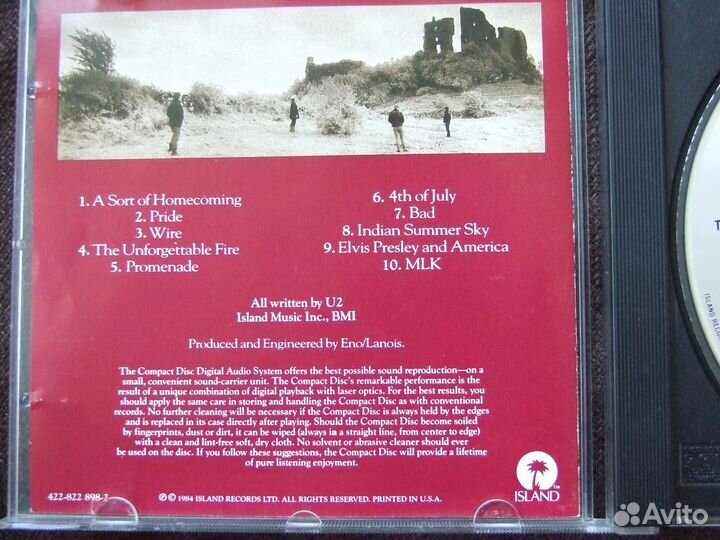 1. A Sort of Homecoming
2. Pride
3. Wire
4. The Unforgettable Fire
5. Promenade
6. 4th of July
7. Bad
8. Indian Summer Sky
9. Elvis Presley and America
10. MLK
All written by U2
Island Music Inc., BMI
Produced and Engineered by Eno/Lanois.
The Compact Disc Digital Audio System offers the best possible sound reproduction—on a
small, convenient sound-carrier unit. The Compact Disc's remarkable performance is the
result of a unique combination of digital playback with laser optics. For the best results, you
should apply the same care in storing and handling the Compact Disc as with conventional
records. No further cleaning will be necessary if the Compact Disc is always held by the edges
and is replaced in its case directly after playing. Should the Compact Disc become soiled
by fingerprints, dust or dirt, it can be wiped (always in a straight line, from center to edge)
with a clean and lint-free soft, dry cloth. No solvent or abrasive cleaner should ever
be used on the disc. If you follow these suggestions, the Compact Disc will provide a lifetime
of pure listening enjoyment.
422-822 898-2
℗ © 1984 ISLAND RECORDS LTD. ALL RIGHTS RESERVED. PRINTED IN U.S.A.
ISLAND
TM
T
ISLAND
Avito